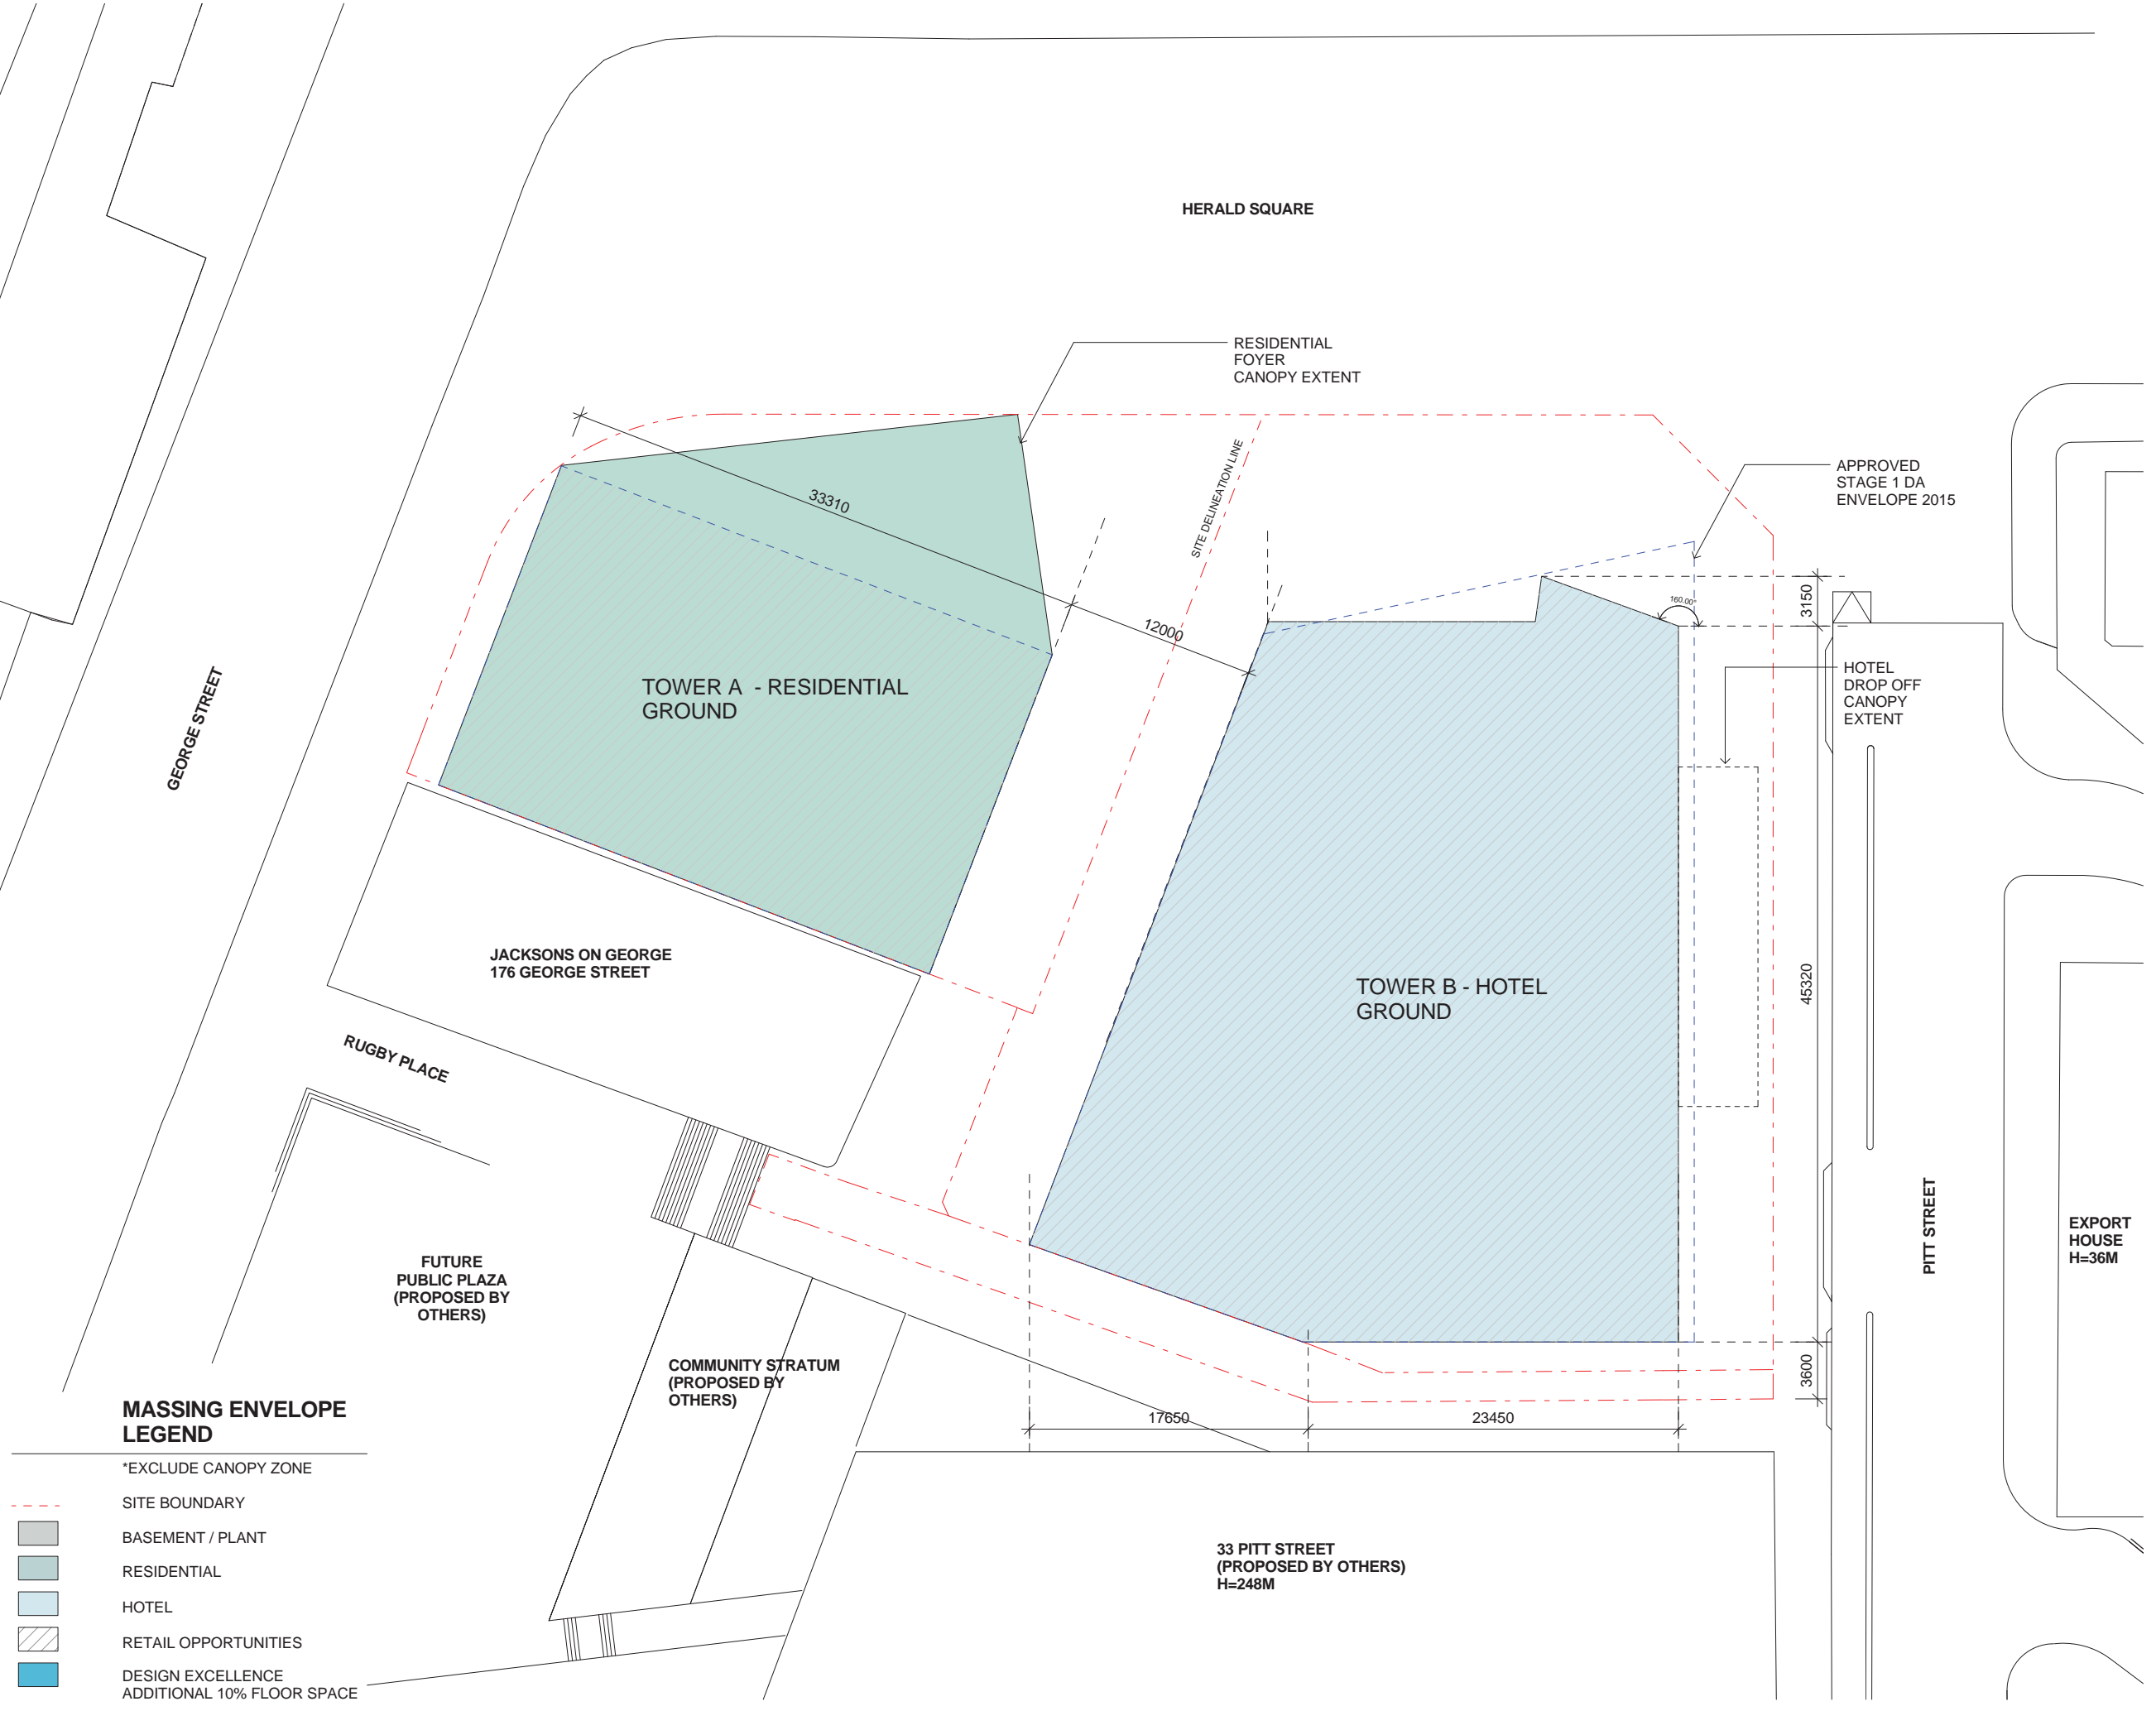 HERALD SQUARE
RESIDENTIAL
FOYER
CANOPY EXTENT
SITE DELINEATION LINE
APPROVED
STAGE 1 DA
ENVELOPE 2015
33310
12000
160.00°
3150
HOTEL
DROP OFF
CANOPY
EXTENT
TOWER A - RESIDENTIAL
GROUND
GEORGE STREET
JACKSONS ON GEORGE
176 GEORGE STREET
TOWER B - HOTEL
GROUND
45320
RUGBY PLACE
PITT STREET
EXPORT
HOUSE
H=36M
FUTURE
PUBLIC PLAZA
(PROPOSED BY
OTHERS)
COMMUNITY STRATUM
(PROPOSED BY
OTHERS)
3600
17650
23450
MASSING ENVELOPE
LEGEND
*EXCLUDE CANOPY ZONE
SITE BOUNDARY
BASEMENT / PLANT
RESIDENTIAL
HOTEL
RETAIL OPPORTUNITIES
DESIGN EXCELLENCE
ADDITIONAL 10% FLOOR SPACE
33 PITT STREET
(PROPOSED BY OTHERS)
H=248M